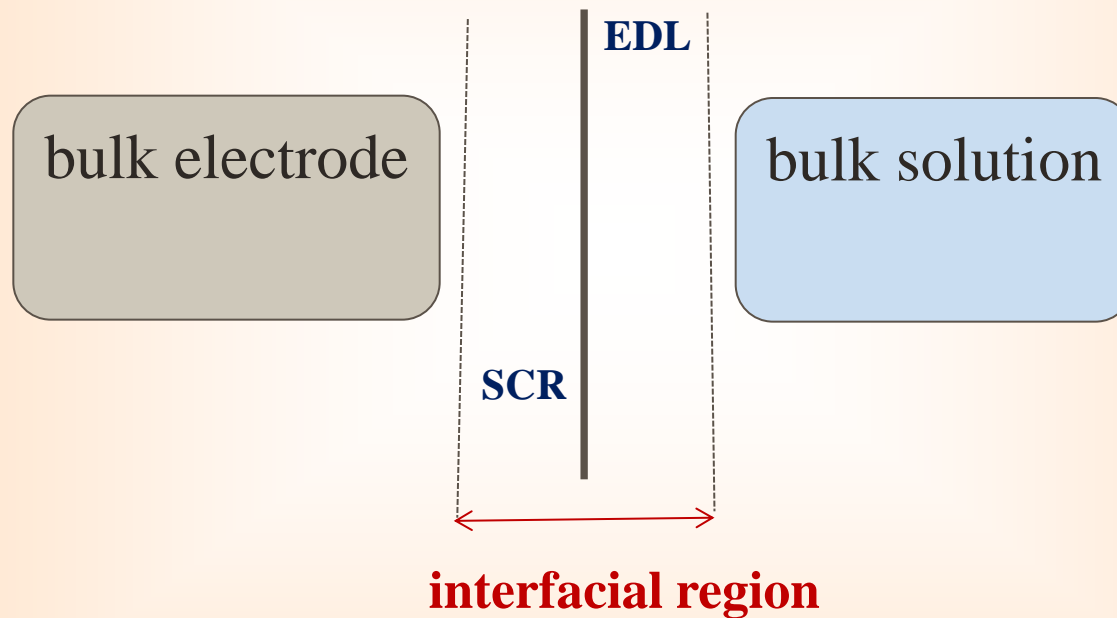 EDL
bulk electrode
bulk solution
SCR
interfacial region